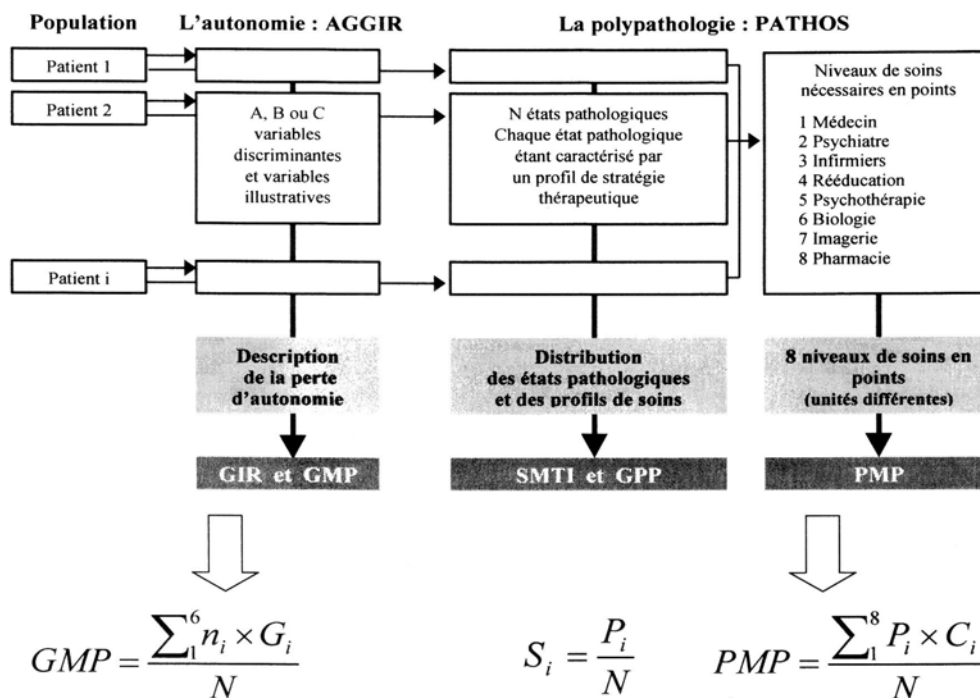 Population
L'autonomie : AGGIR
La polypathologie : PATHOS
Patient 1
Patient 2
Patient i
A, B ou C
variables
discriminantes
et variables
illustratives
N états pathologiques
Chaque état pathologique
étant caractérisé par
un profil de stratégie
thérapeutique
Niveaux de soins
nécessaires en points
1 Médecin
2 Psychiatre
3 Infirmiers
4 Rééducation
5 Psychothérapie
6 Biologie
7 Imagerie
8 Pharmacie
Description
de la perte
d'autonomie
Distribution
des états pathologiques
et des profils de soins
8 niveaux de soins en
points
(unités différentes)
GIR et GMP
SMTI et GPP
PMP
GMP = ∑₁⁶ nᵢ × Gᵢ / N
Sᵢ = Pᵢ / N
PMP = ∑₁⁸ Pᵢ × Cᵢ / N